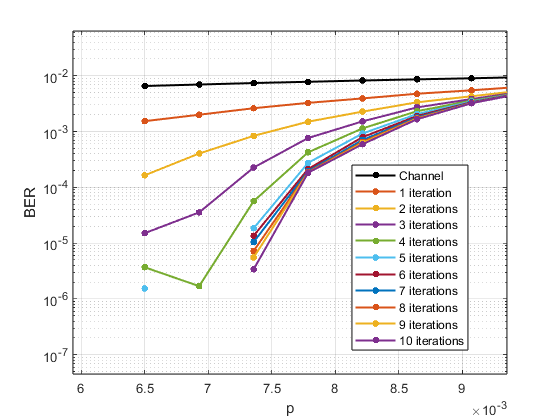 10^-2
10^-3
10^-4
10^-5
10^-6
10^-7
BER
Channel
1 iteration
2 iterations
3 iterations
4 iterations
5 iterations
6 iterations
7 iterations
8 iterations
9 iterations
10 iterations
6 6.5 7 7.5 8 8.5 9
p
×10^-3